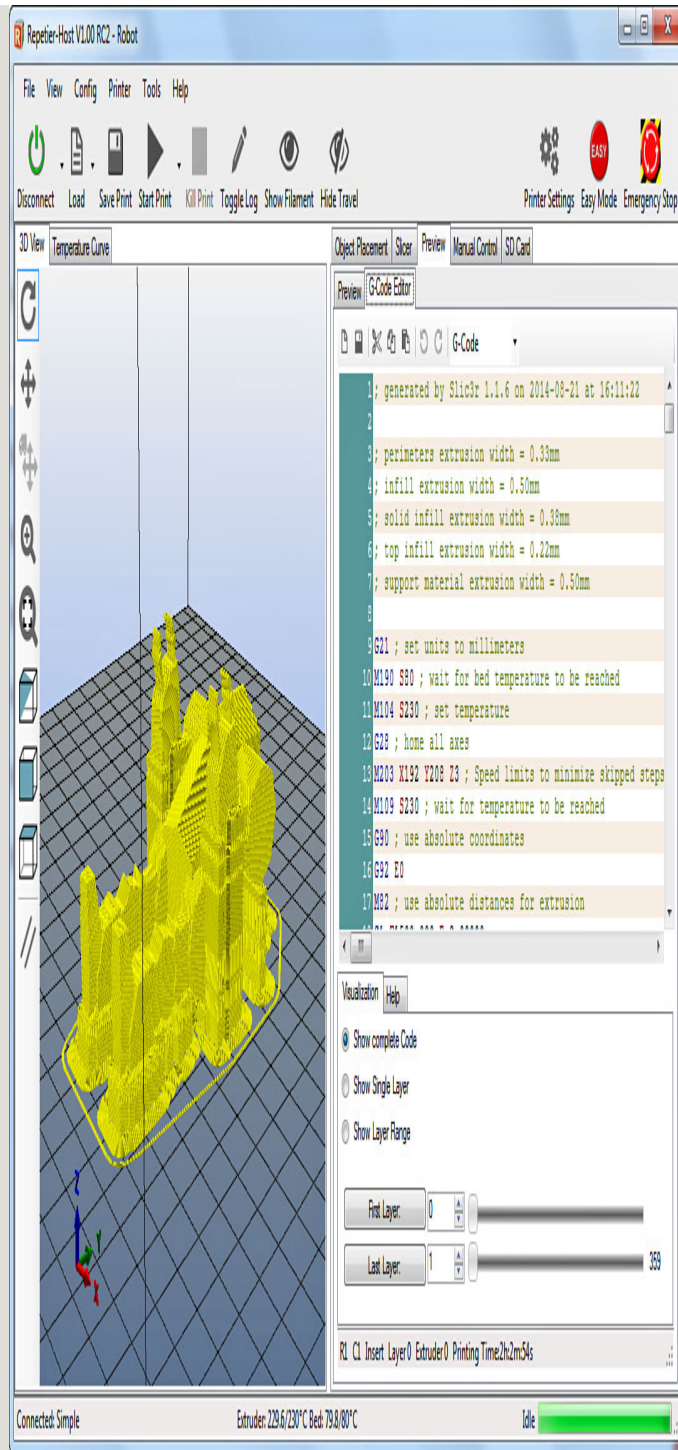 Repetier-Host V1.00 RC2 - Robot
File View Config Printer Tools Help
Disconnect Load Save Print Start Print Kill Print Toggle Log Show Filament Hide Travel Printer Settings Easy Mode Emergency Stop
EASY
3D View Temperature Curve
Object Placement Slicer Preview Manual Control SD Card
Preview G-Code Editor
G-Code
1 ; generated by Slic3r 1.1.6 on 2014-08-21 at 16:11:22
2
3 ; perimeters extrusion width = 0.33mm
4 ; infill extrusion width = 0.50mm
5 ; solid infill extrusion width = 0.38mm
6 ; top infill extrusion width = 0.22mm
7 ; support material extrusion width = 0.50mm
8
9 G21 ; set units to millimeters
10 M190 S80 ; wait for bed temperature to be reached
11 M104 S230 ; set temperature
12 G28 ; home all axes
13 M203 X192 Y208 Z3 ; Speed limits to minimize skipped steps
14 M109 S230 ; wait for temperature to be reached
15 G90 ; use absolute coordinates
16 G92 E0
17 M82 ; use absolute distances for extrusion
Visualization Help
Show complete Code
Show Single Layer
Show Layer Range
First Layer: 0
Last Layer: 1 359
Z
Y
X
R1 C1 Insert Layer 0 Extruder 0 Printing Time:2h:2m:54s
Connected: Simple Extruder: 229.6/230°C Bed: 79.8/80°C Idle